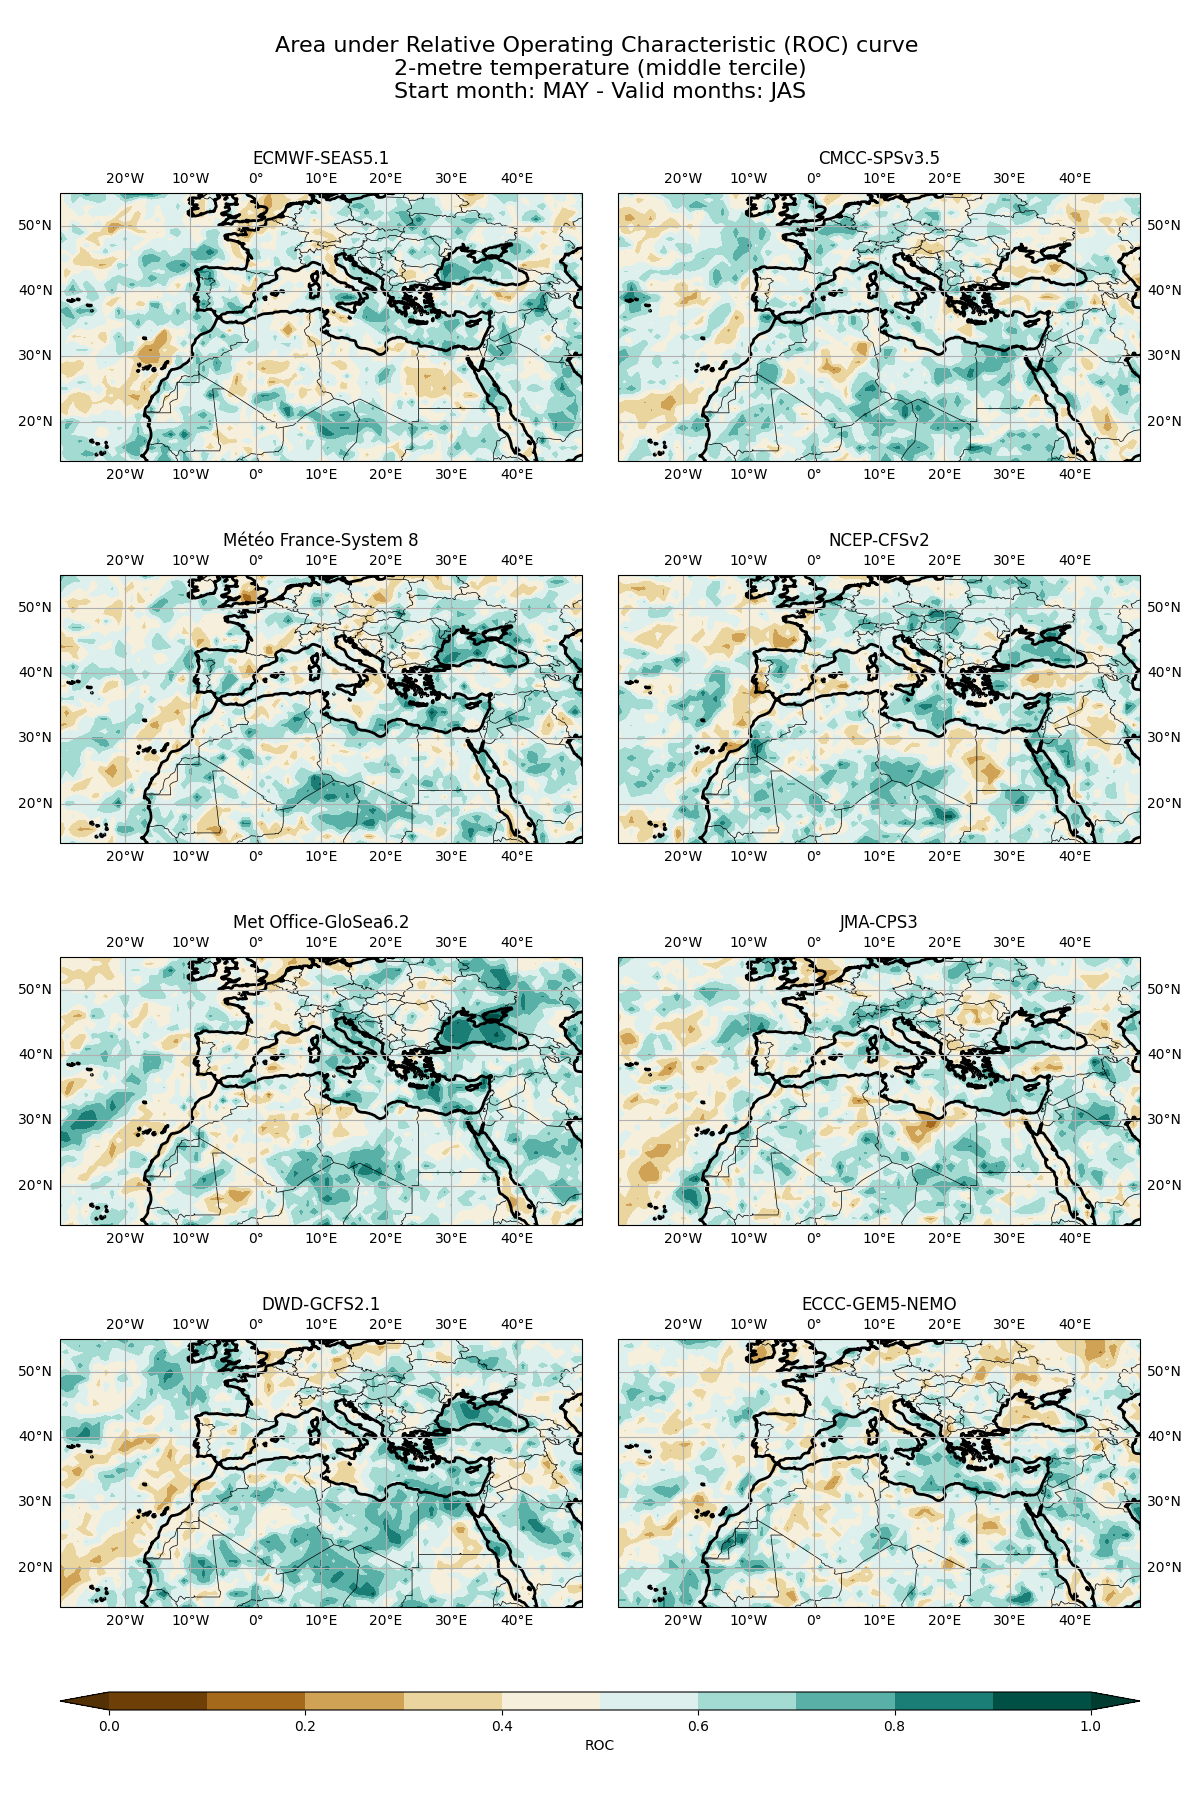 Area under Relative Operating Characteristic (ROC) curve
2-metre temperature (middle tercile)
Start month: MAY - Valid months: JAS
ECMWF-SEAS5.1
20°W 10°W 0° 10°E 20°E 30°E 40°E
50°N
40°N
30°N
20°N
20°W 10°W 0° 10°E 20°E 30°E 40°E
CMCC-SPSv3.5
20°W 10°W 0° 10°E 20°E 30°E 40°E
50°N
40°N
30°N
20°N
20°W 10°W 0° 10°E 20°E 30°E 40°E
Météo France-System 8
20°W 10°W 0° 10°E 20°E 30°E 40°E
50°N
40°N
30°N
20°N
20°W 10°W 0° 10°E 20°E 30°E 40°E
NCEP-CFSv2
20°W 10°W 0° 10°E 20°E 30°E 40°E
50°N
40°N
30°N
20°N
20°W 10°W 0° 10°E 20°E 30°E 40°E
Met Office-GloSea6.2
20°W 10°W 0° 10°E 20°E 30°E 40°E
50°N
40°N
30°N
20°N
20°W 10°W 0° 10°E 20°E 30°E 40°E
JMA-CPS3
20°W 10°W 0° 10°E 20°E 30°E 40°E
50°N
40°N
30°N
20°N
20°W 10°W 0° 10°E 20°E 30°E 40°E
DWD-GCFS2.1
20°W 10°W 0° 10°E 20°E 30°E 40°E
50°N
40°N
30°N
20°N
20°W 10°W 0° 10°E 20°E 30°E 40°E
ECCC-GEM5-NEMO
20°W 10°W 0° 10°E 20°E 30°E 40°E
50°N
40°N
30°N
20°N
20°W 10°W 0° 10°E 20°E 30°E 40°E
0.0 0.2 0.4 0.6 0.8 1.0
ROC